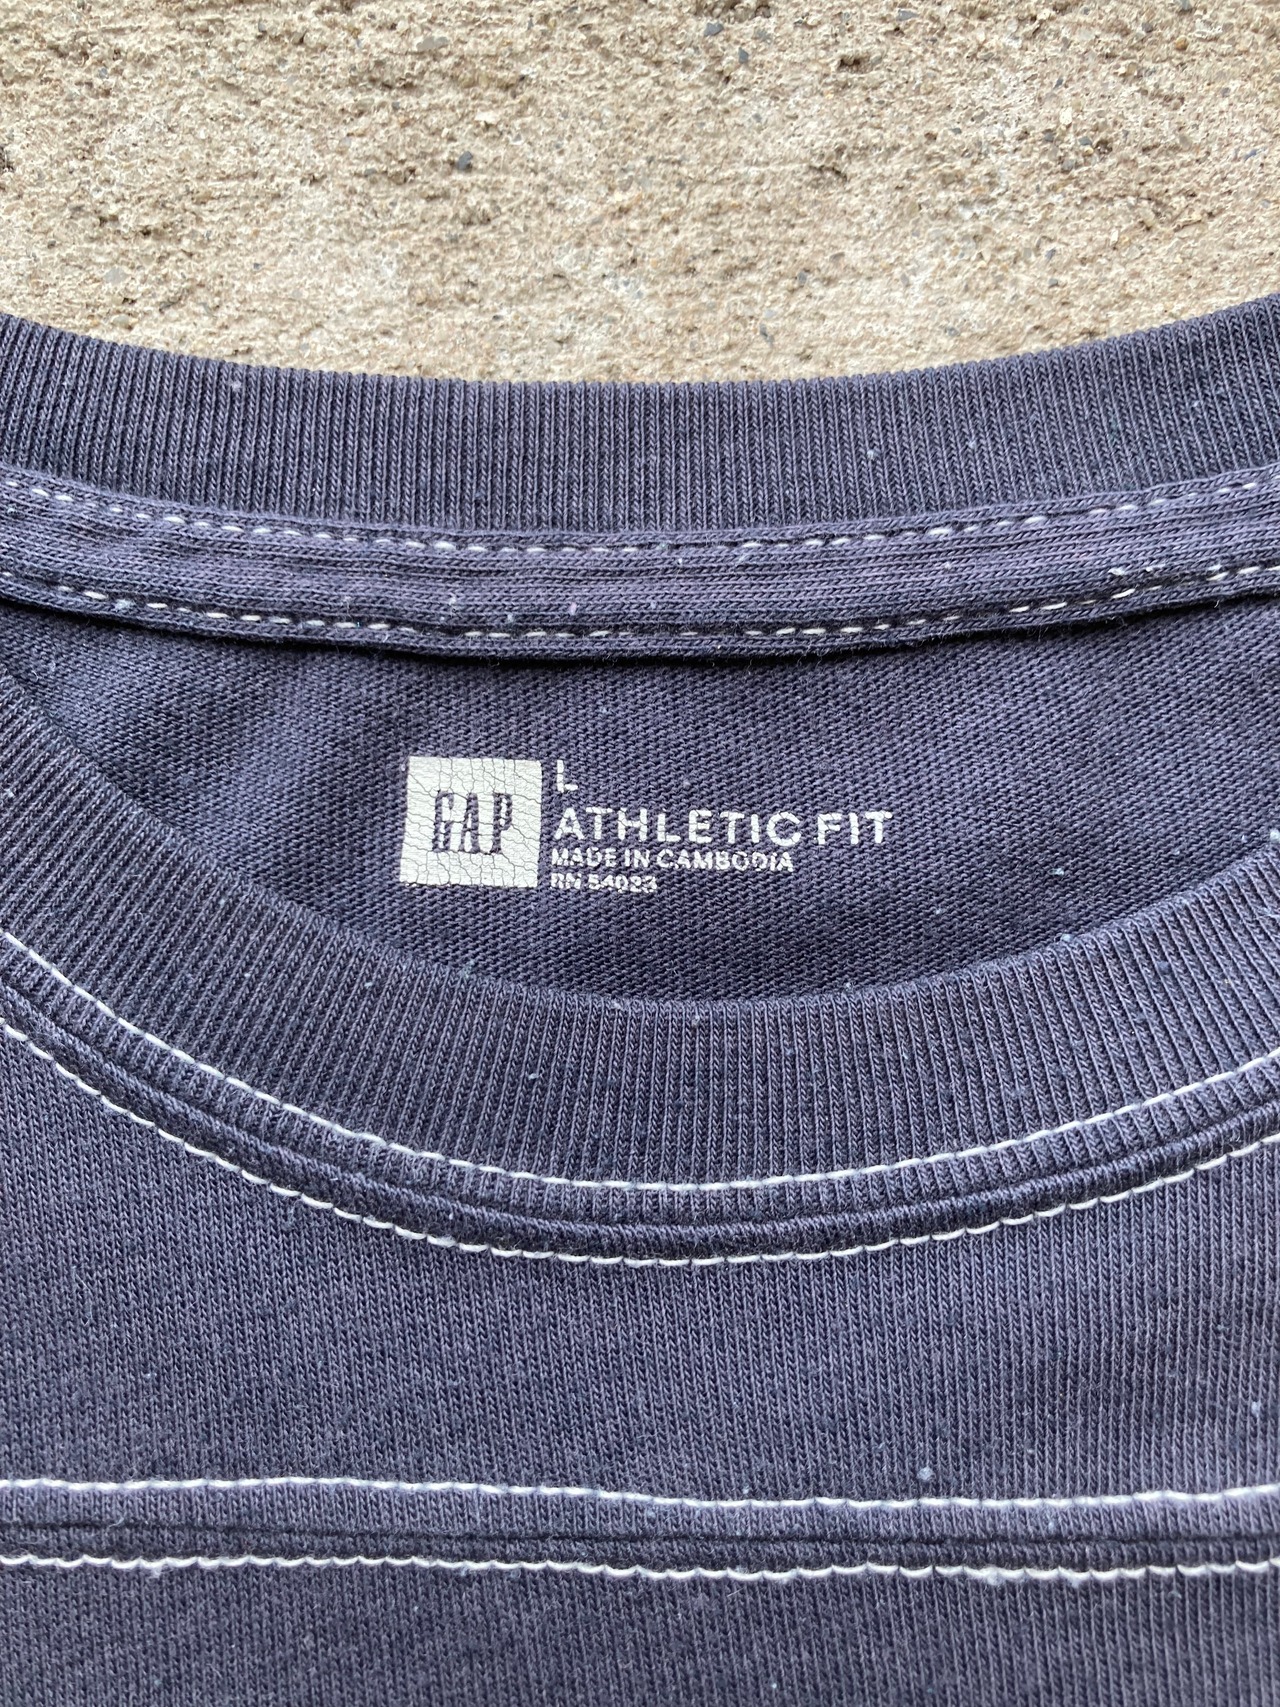 GAP
L
ATHLETIC FIT
MADE IN CAMBODIA
RN 54023